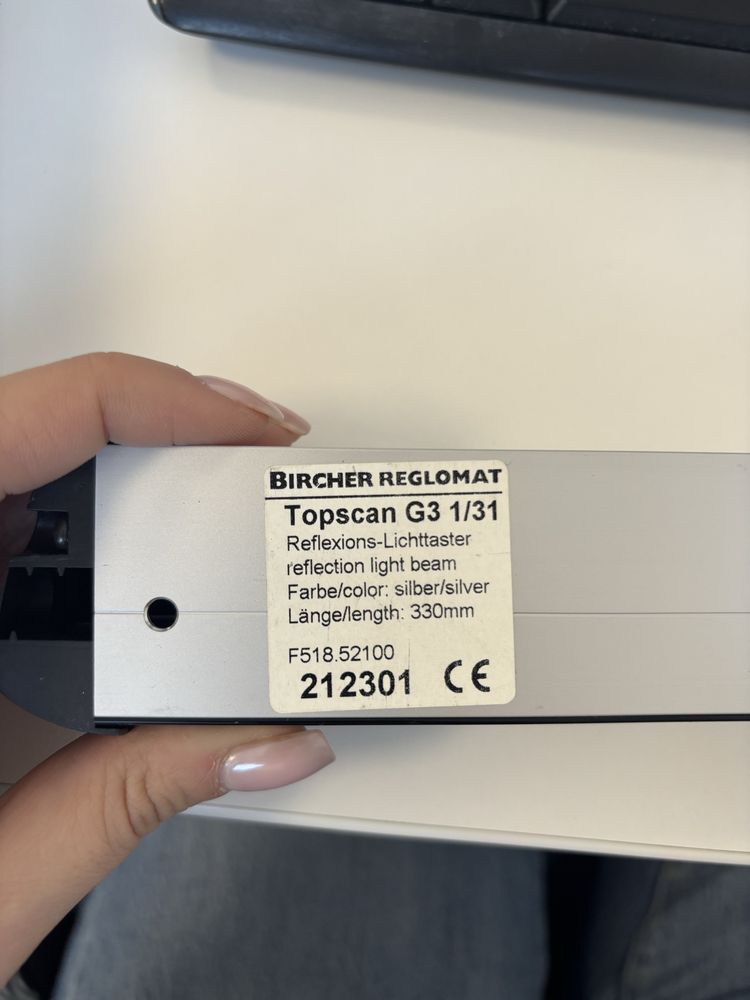 BIRCHER REGLOMAT
Topscan G3 1/31
Reflexions-Lichttaster
reflection light beam
Farbe/color: silber/silver
Länge/length: 330mm
F518.52100
212301 CE